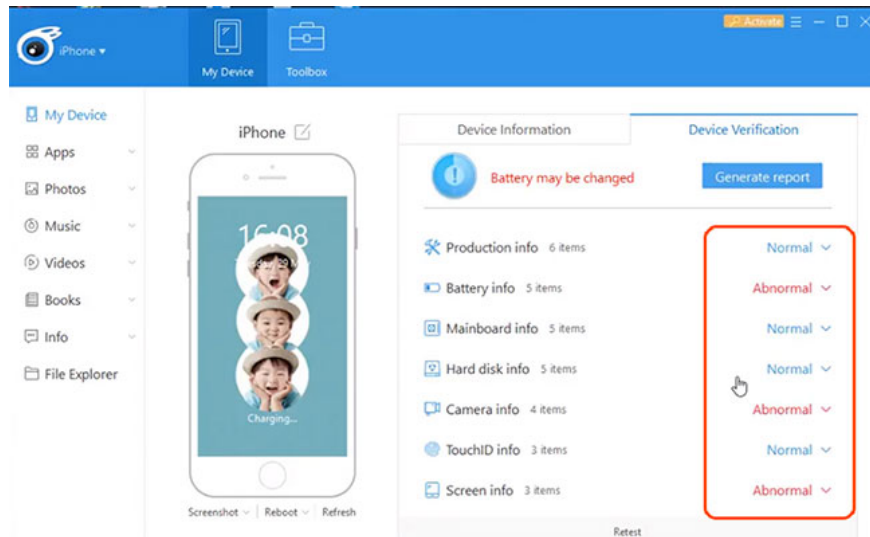 Activate
iPhone
My Device
Toolbox
My Device
Apps
Photos
Music
Videos
Books
Info
File Explorer
iPhone
16:08
Charging...
Screenshot
Reboot
Refresh
Device Information
Device Verification
Battery may be changed
Generate report
Production info 6 items Normal
Battery info 5 items Abnormal
Mainboard info 5 items Normal
Hard disk info 5 items Normal
Camera info 4 items Abnormal
TouchID info 3 items Normal
Screen info 3 items Abnormal
Retest